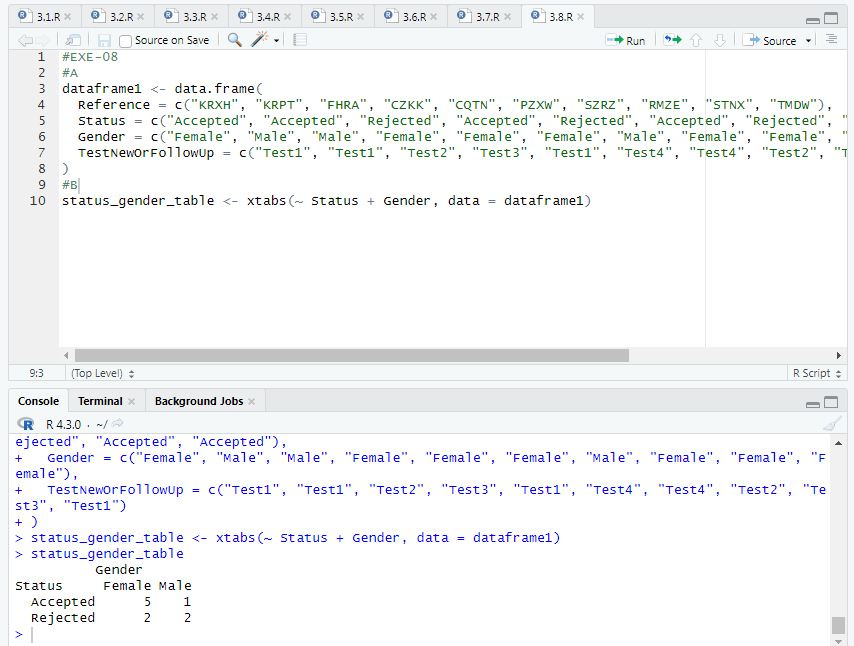 3.1.R 3.2.R 3.3.R 3.4.R 3.5.R 3.6.R 3.7.R 3.8.R
Source on Save Run Source
1 #EXE-08
2 #A
3 dataframe1 <- data.frame(
4   Reference = c("KRXH", "KRPT", "FHRA", "CZKK", "CQTN", "PZXW", "SZRZ", "RMZE", "STNX", "TMDW"),
5   Status = c("Accepted", "Accepted", "Rejected", "Accepted", "Rejected", "Accepted", "Rejected", "
6   Gender = c("Female", "Male", "Male", "Female", "Female", "Female", "Male", "Female", "Female", "
7   TestNewOrFollowUp = c("Test1", "Test1", "Test2", "Test3", "Test1", "Test4", "Test4", "Test2", "T
8 )
9 #B
10 status_gender_table <- xtabs(~ Status + Gender, data = dataframe1)
9:3 (Top Level) R Script
Console Terminal Background Jobs
R 4.3.0 · ~/
ejected", "Accepted", "Accepted"),
+   Gender = c("Female", "Male", "Male", "Female", "Female", "Female", "Male", "Female", "Female", "F
emale"),
+   TestNewOrFollowUp = c("Test1", "Test1", "Test2", "Test3", "Test1", "Test4", "Test4", "Test2", "Te
st3", "Test1")
+ )
> status_gender_table <- xtabs(~ Status + Gender, data = dataframe1)
> status_gender_table
          Gender
Status     Female Male
  Accepted      5    1
  Rejected      2    2
>